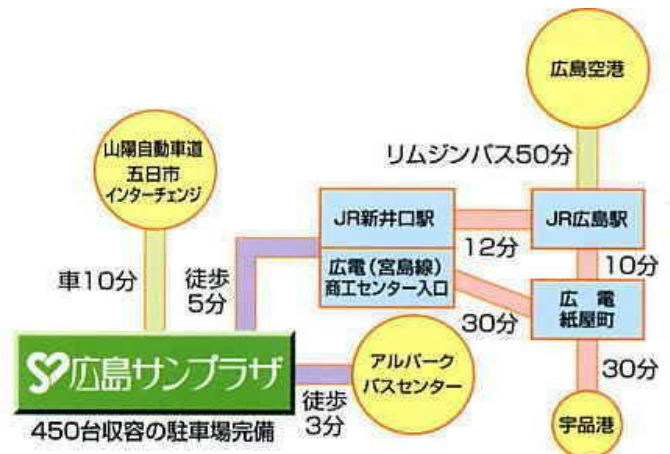 広島空港
山陽自動車道
五日市
インターチェンジ
リムジンバス50分
JR新井口駅
JR広島駅
12分
車10分
徒歩
5分
広電(宮島線)
商工センター入口
10分
広電
紙屋町
30分
広島サンプラザ
アルパーク
バスセンター
30分
徒歩
3分
450台収容の駐車場完備
宇品港